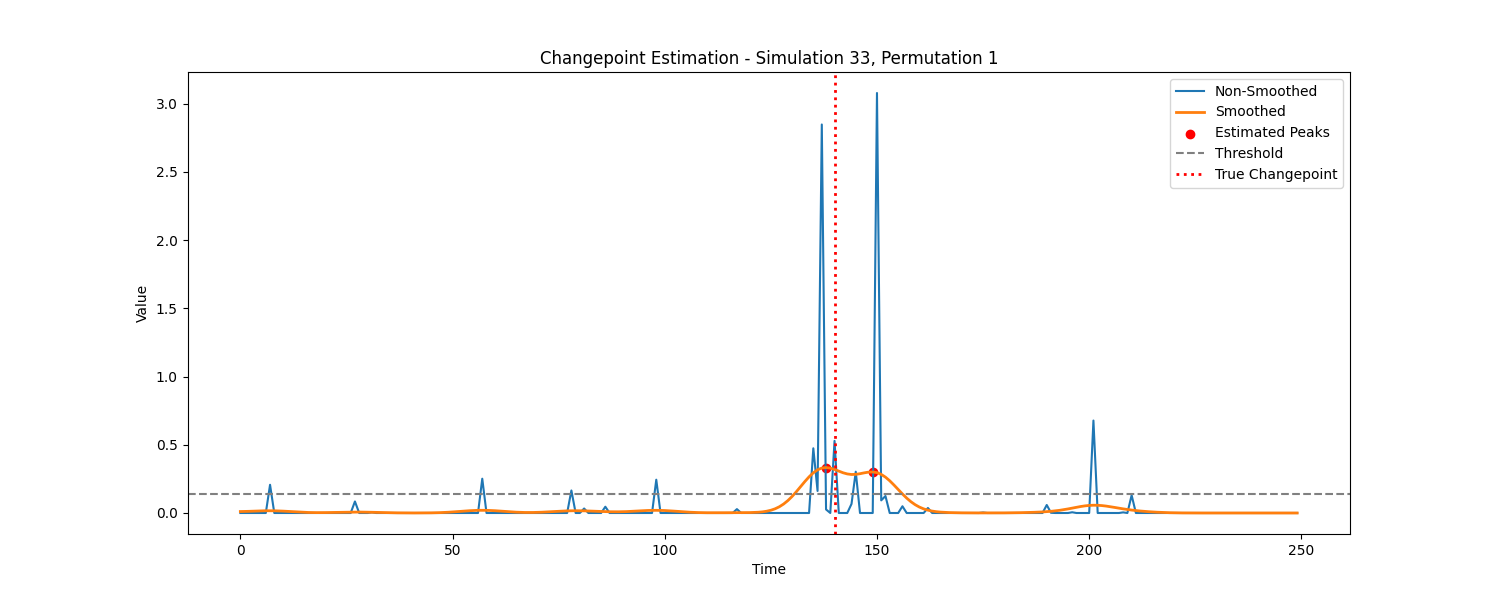 Changepoint Estimation - Simulation 33, Permutation 1
Non-Smoothed
Smoothed
Estimated Peaks
Threshold
True Changepoint
3.0
2.5
2.0
1.5
1.0
0.5
0.0
Value
0
50
100
150
200
250
Time